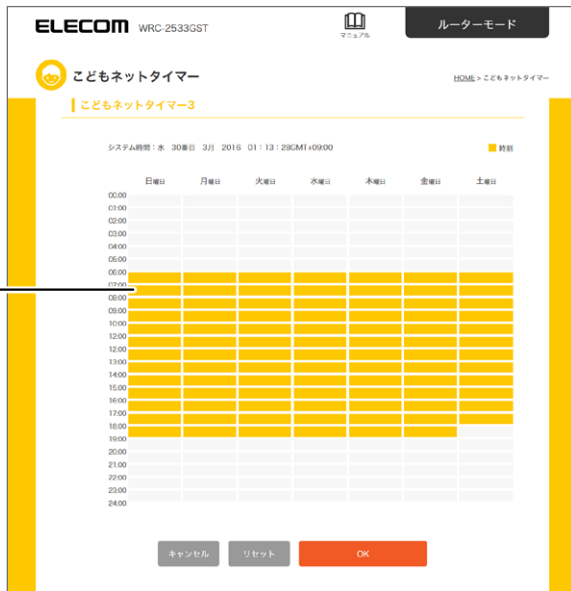 ELECOM WRC-2533GST
マニュアル
ルーターモード
こどもネットタイマー
HOME > こどもネットタイマー
こどもネットタイマー3
システム時間：水 30番日 3月 2016 01：13：28GMT+09:00
時刻
日曜日 月曜日 火曜日 水曜日 木曜日 金曜日 土曜日
00:00
01:00
02:00
03:00
04:00
05:00
06:00
07:00
08:00
09:00
10:00
12:00
12:00
13:00
14:00
15:00
16:00
17:00
18:00
19:00
20:00
21:00
22:00
23:00
24:00
キャンセル リセット OK